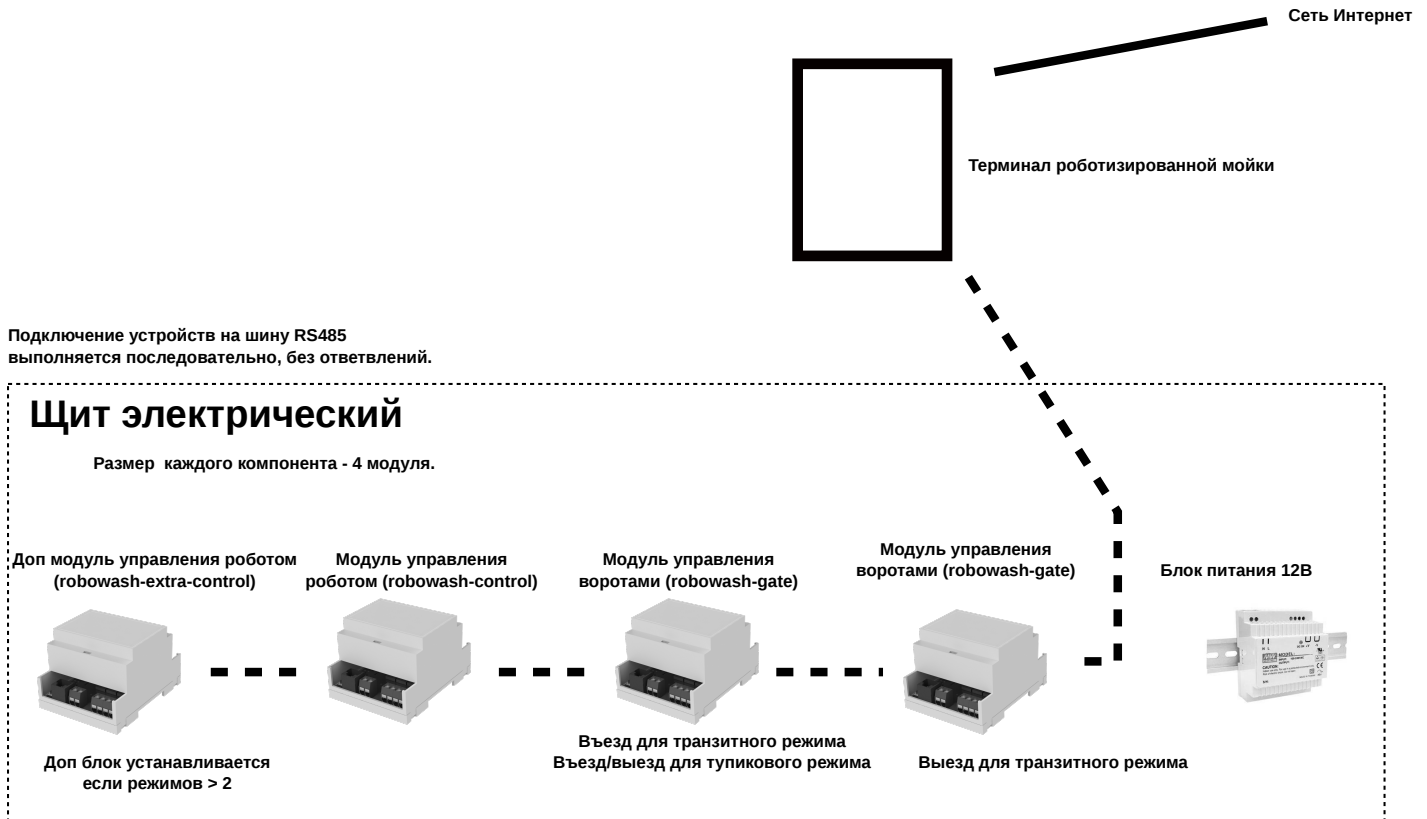 Сеть Интернет
Терминал роботизированной мойки
Подключение устройств на шину RS485
выполняется последовательно, без ответвлений.
Щит электрический
Размер каждого компонента - 4 модуля.
Доп модуль управления роботом
(robowash-extra-control)
Модуль управления
роботом (robowash-control)
Модуль управления
воротами (robowash-gate)
Модуль управления
воротами (robowash-gate)
Блок питания 12В
Доп блок устанавливается
если режимов > 2
Въезд для транзитного режима
Въезд/выезд для тупикового режима
Выезд для транзитного режима